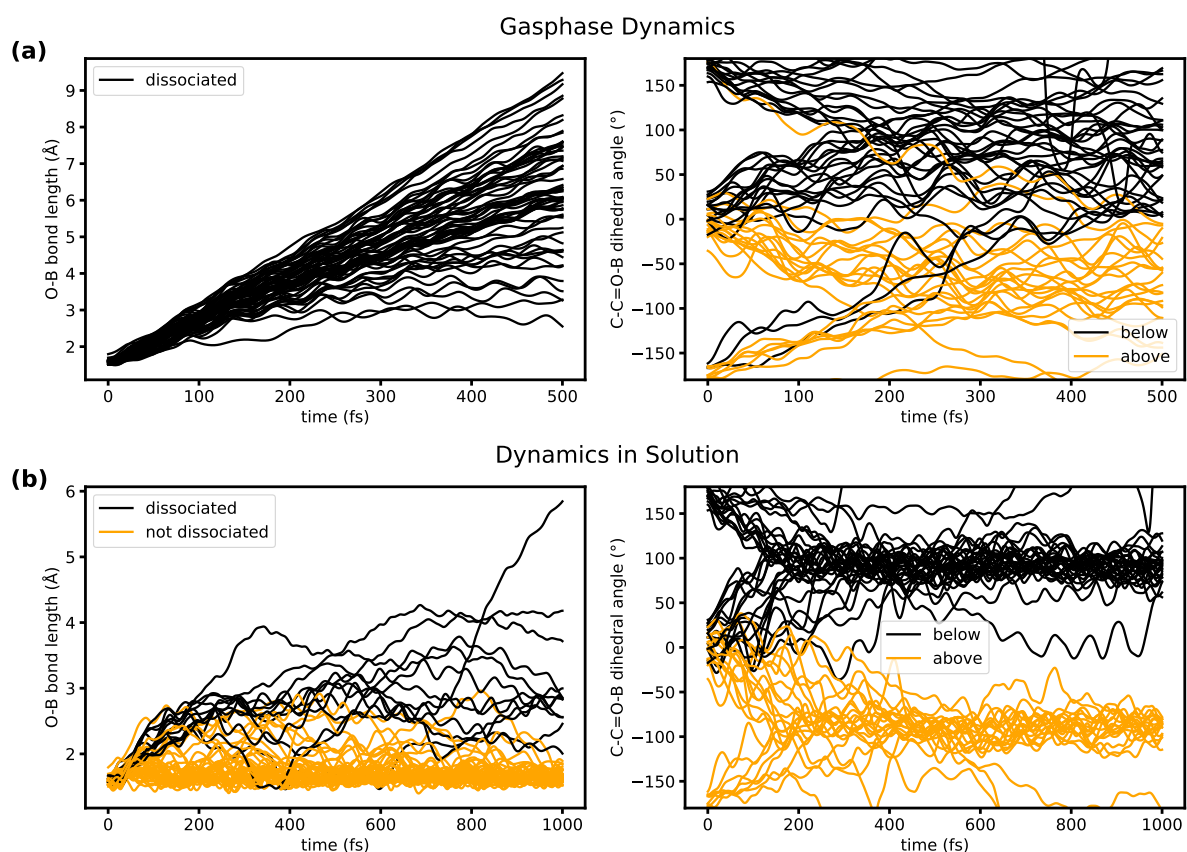 Gasphase Dynamics
(a)
dissociated
O-B bond length (Å)
9
8
7
6
5
4
3
2
0 100 200 300 400 500
time (fs)
C-C=O-B dihedral angle (°)
150
100
50
0
−50
−100
−150
below
above
0 100 200 300 400 500
time (fs)
Dynamics in Solution
(b)
dissociated
not dissociated
O-B bond length (Å)
6
5
4
3
2
0 200 400 600 800 1000
time (fs)
C-C=O-B dihedral angle (°)
150
100
50
0
−50
−100
−150
below
above
0 200 400 600 800 1000
time (fs)